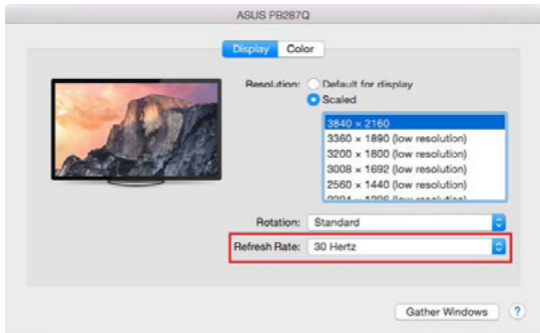 ASUS PB287Q
Display Color
Resolution: Default for display
Scaled
3840 × 2160
3360 × 1890 (low resolution)
3200 × 1800 (low resolution)
3008 × 1692 (low resolution)
2560 × 1440 (low resolution)
Rotation: Standard
Refresh Rate: 30 Hertz
Gather Windows ?